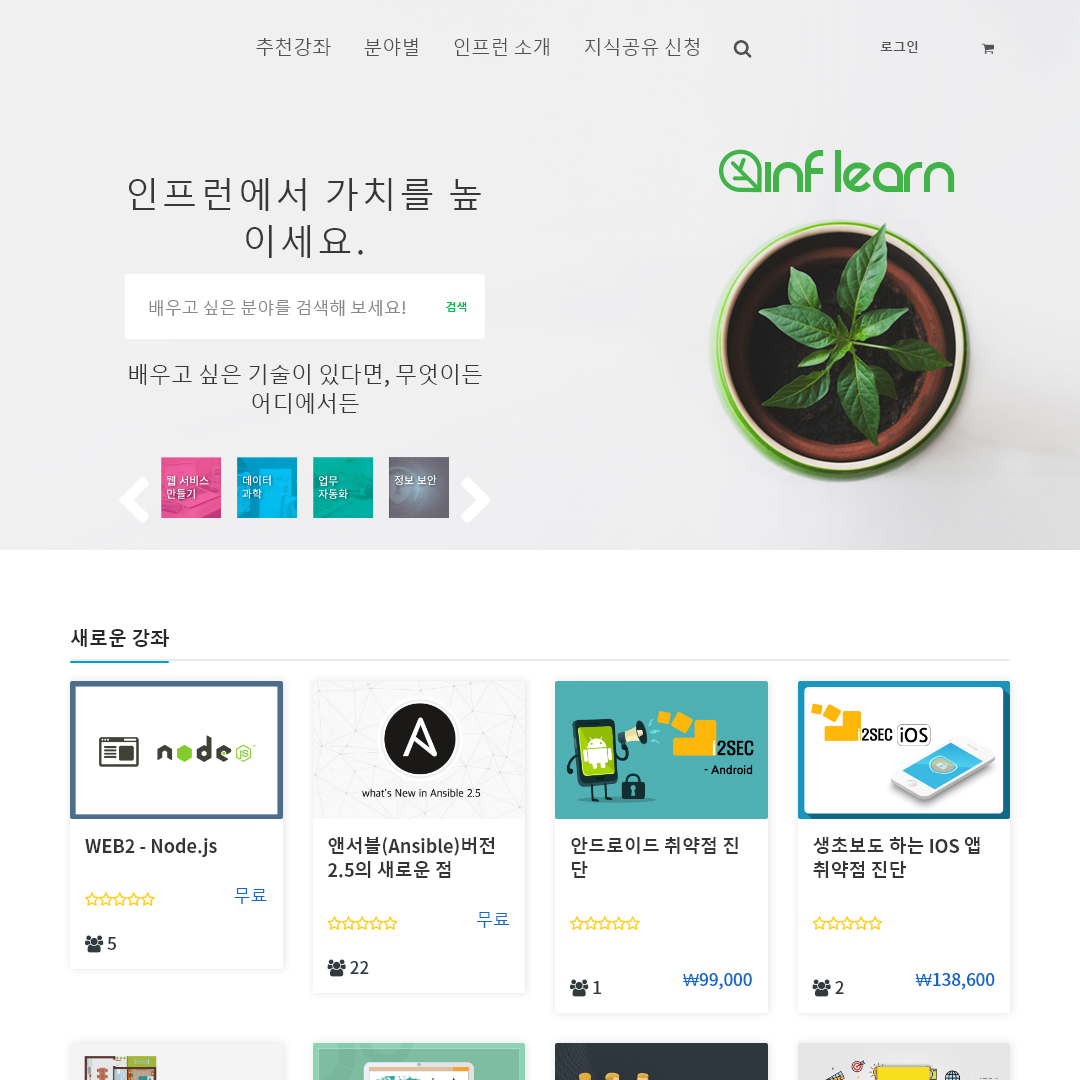 추천강좌 분야별 인프런 소개 지식공유 신청 로그인
inflearn
인프런에서 가치를 높
이세요.
배우고 싶은 분야를 검색해 보세요! 검색
배우고 싶은 기술이 있다면, 무엇이든
어디에서든
웹 서비스
만들기
데이터
과학
업무
자동화
정보 보안
새로운 강좌
node JS
WEB2 - Node.js
무료
5
A
what's New in Ansible 2.5
앤서블(Ansible)버전
2.5의 새로운 점
무료
22
i2SEC
- Android
안드로이드 취약점 진
단
1
₩99,000
i2SEC iOS
생초보도 하는 IOS 앱
취약점 진단
2
₩138,600